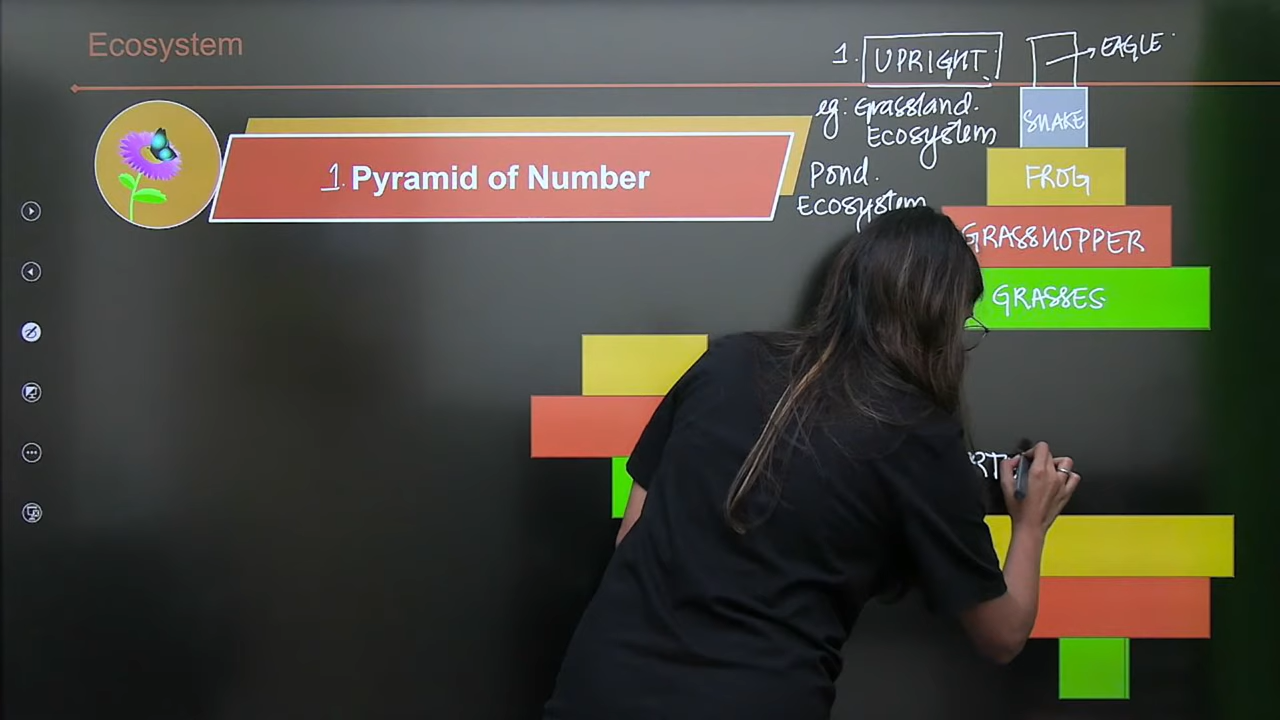 Ecosystem
1. UPRIGHT
EAGLE
eg: Grassland
Ecosystem
SNAKE
1. Pyramid of Number
Pond
Ecosystem
FROG
GRASSHOPPER
GRASSES